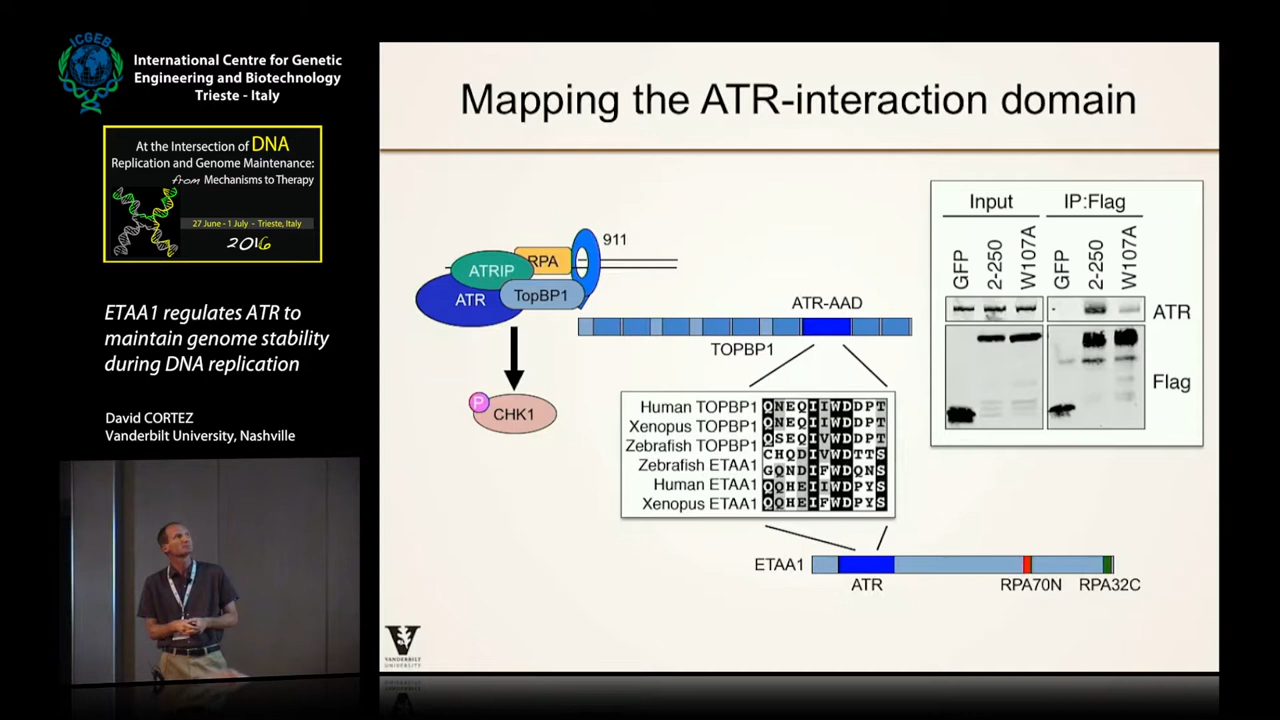 ICGEB
International Centre for Genetic
Engineering and Biotechnology
Trieste - Italy
At the Intersection of DNA
Replication and Genome Maintenance:
from Mechanisms to Therapy
27 June - 1 July - Trieste, Italy
2016
ETAA1 regulates ATR to
maintain genome stability
during DNA replication
David CORTEZ
Vanderbilt University, Nashville
Mapping the ATR-interaction domain
911
RPA
ATRIP
ATR
TopBP1
P
CHK1
ATR-AAD
TOPBP1
Human TOPBP1 QNEQIIWDDPT
Xenopus TOPBP1 QNEQIIWDDPT
Zebrafish TOPBP1 QSEQIVWDDPT
CHQDIVWDTTS
Zebrafish ETAA1 GQNDIFWDQNS
Human ETAA1 QQHEIIWDPYS
Xenopus ETAA1 QQHEIFWDPYS
ETAA1
ATR
RPA70N
RPA32C
Input
IP:Flag
GFP
2-250
W107A
GFP
2-250
W107A
ATR
Flag
VANDERBILT
UNIVERSITY